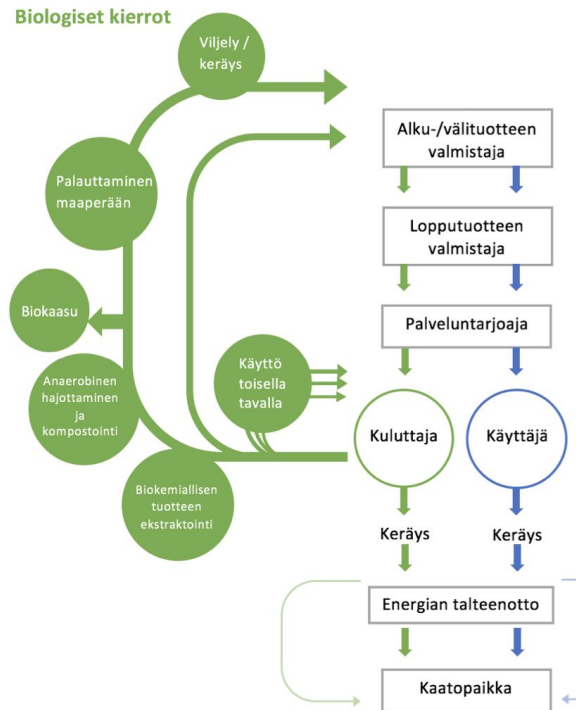 Biologiset kierrot
Viljely /
keräys
Alku-/välituotteen
valmistaja
Palauttaminen
maaperään
Lopputuotteen
valmistaja
Biokaasu
Palveluntarjoaja
Käyttö
toisella
tavalla
Anaerobinen
hajottaminen
ja
kompostointi
Kuluttaja
Käyttäjä
Biokemiallisen
tuotteen
ekstraktointi
Keräys
Keräys
Energian talteenotto
Kaatopaikka